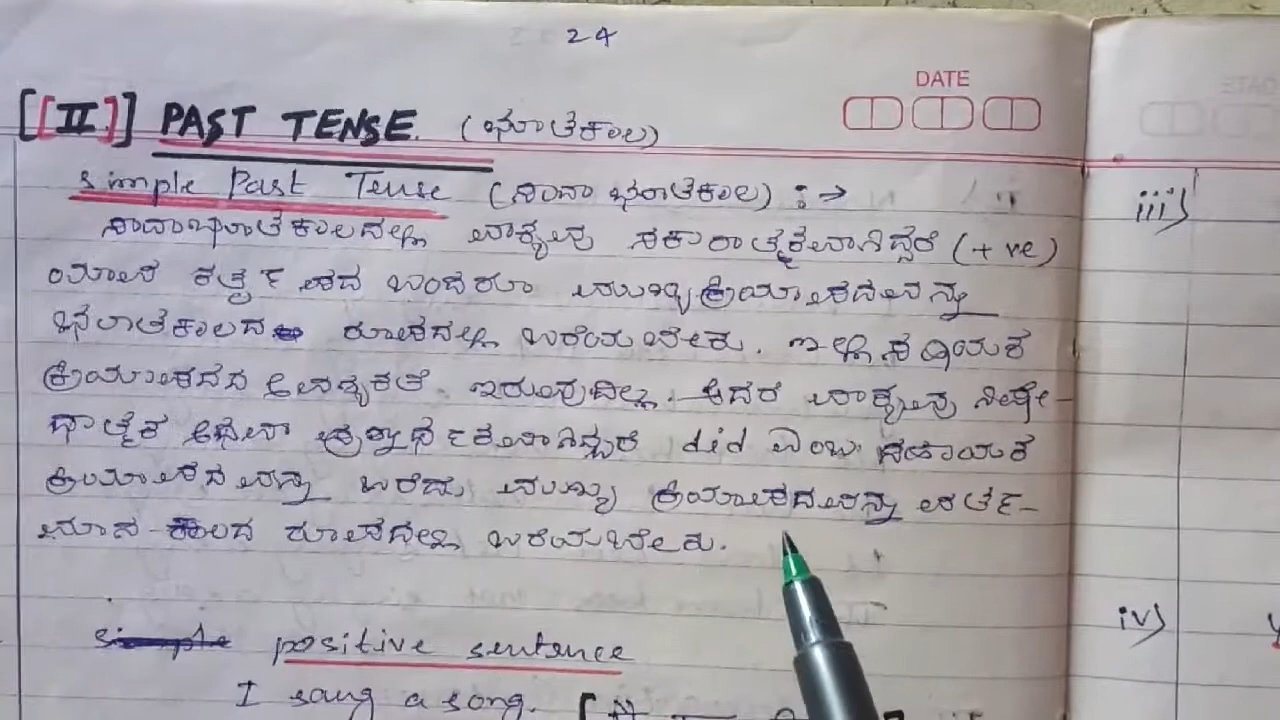 24
DATE
[[II]] PAST TENSE. (ಭೂತಕಾಲ)
simple Past Tense (ಸಾದಾ ಭೂತಕಾಲ) : →
ಸಾದಾಭೂತಕಾಲದಲ್ಲಿ ವಾಕ್ಯವು ಸಕಾರಾತ್ಮಕವಾಗಿದ್ದರೆ (+ ve)
ಯಾವ ಕರ್ತೃ ಪದ ಬಂದರೂ ಮುಖ್ಯಕ್ರಿಯಾಪದವನ್ನು
ಭೂತಕಾಲದ ರೂಪದಲ್ಲಿ ಬರೆಯಬೇಕು. ಇಲ್ಲಿ ಸಹಾಯಕ
ಕ್ರಿಯಾಪದದ ಅವಶ್ಯಕತೆ ಇರುವುದಿಲ್ಲ. ಆದರೆ ವಾಕ್ಯವು ನಿಷೇ-
ಧಾತ್ಮಕ ಅಥವಾ ಪ್ರಶ್ನಾರ್ಥಕವಾಗಿದ್ದರೆ did ಎಂಬ ಸಹಾಯಕ
ಕ್ರಿಯಾಪದವನ್ನು ಬರೆದು ಮುಖ್ಯ ಕ್ರಿಯಾಪದವನ್ನು ವರ್ತ-
ಮಾನ ಕಾಲದ ರೂಪದಲ್ಲಿ ಬರೆಯಬೇಕು.
positive sentence
I sang a song.
iii)
iv)